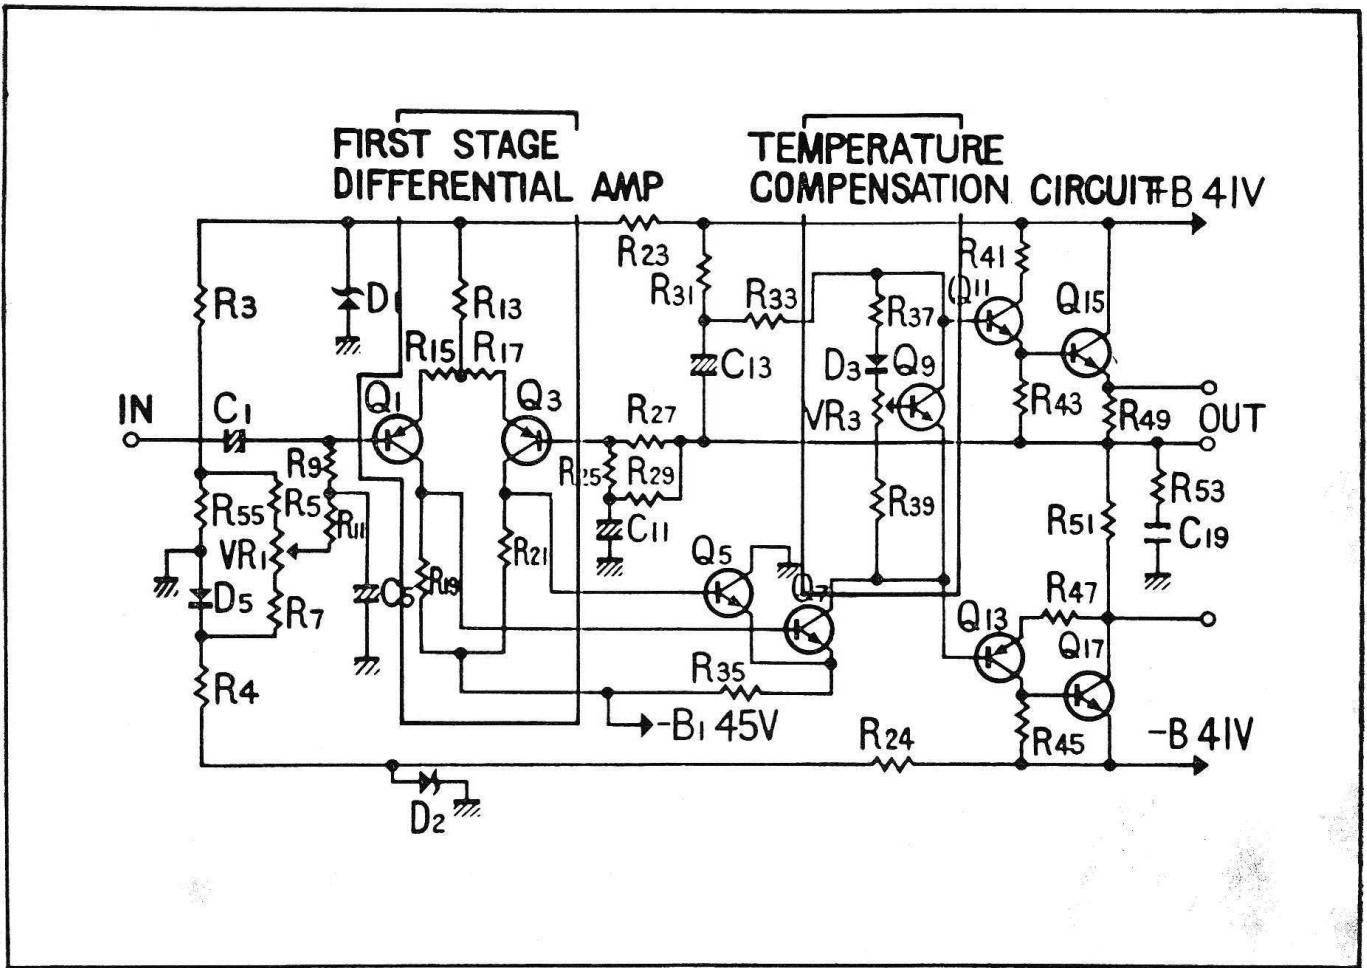 FIRST STAGE
DIFFERENTIAL AMP
TEMPERATURE
COMPENSATION CIRCUIT
+B 41V
R23
R41
R31
R33
Q11
Q15
R3
D1
R13
R37
R15
R17
C13
D3
Q9
IN
C1
Q1
Q3
R27
VR3
R43
R49
OUT
R9
R25
R29
R39
R53
R55
R5
R11
R51
C19
VR1
R21
C11
Q5
D5
C5
R19
Q7
R47
R7
Q13
Q17
R4
R35
-B1 45V
R24
R45
-B 41V
D2